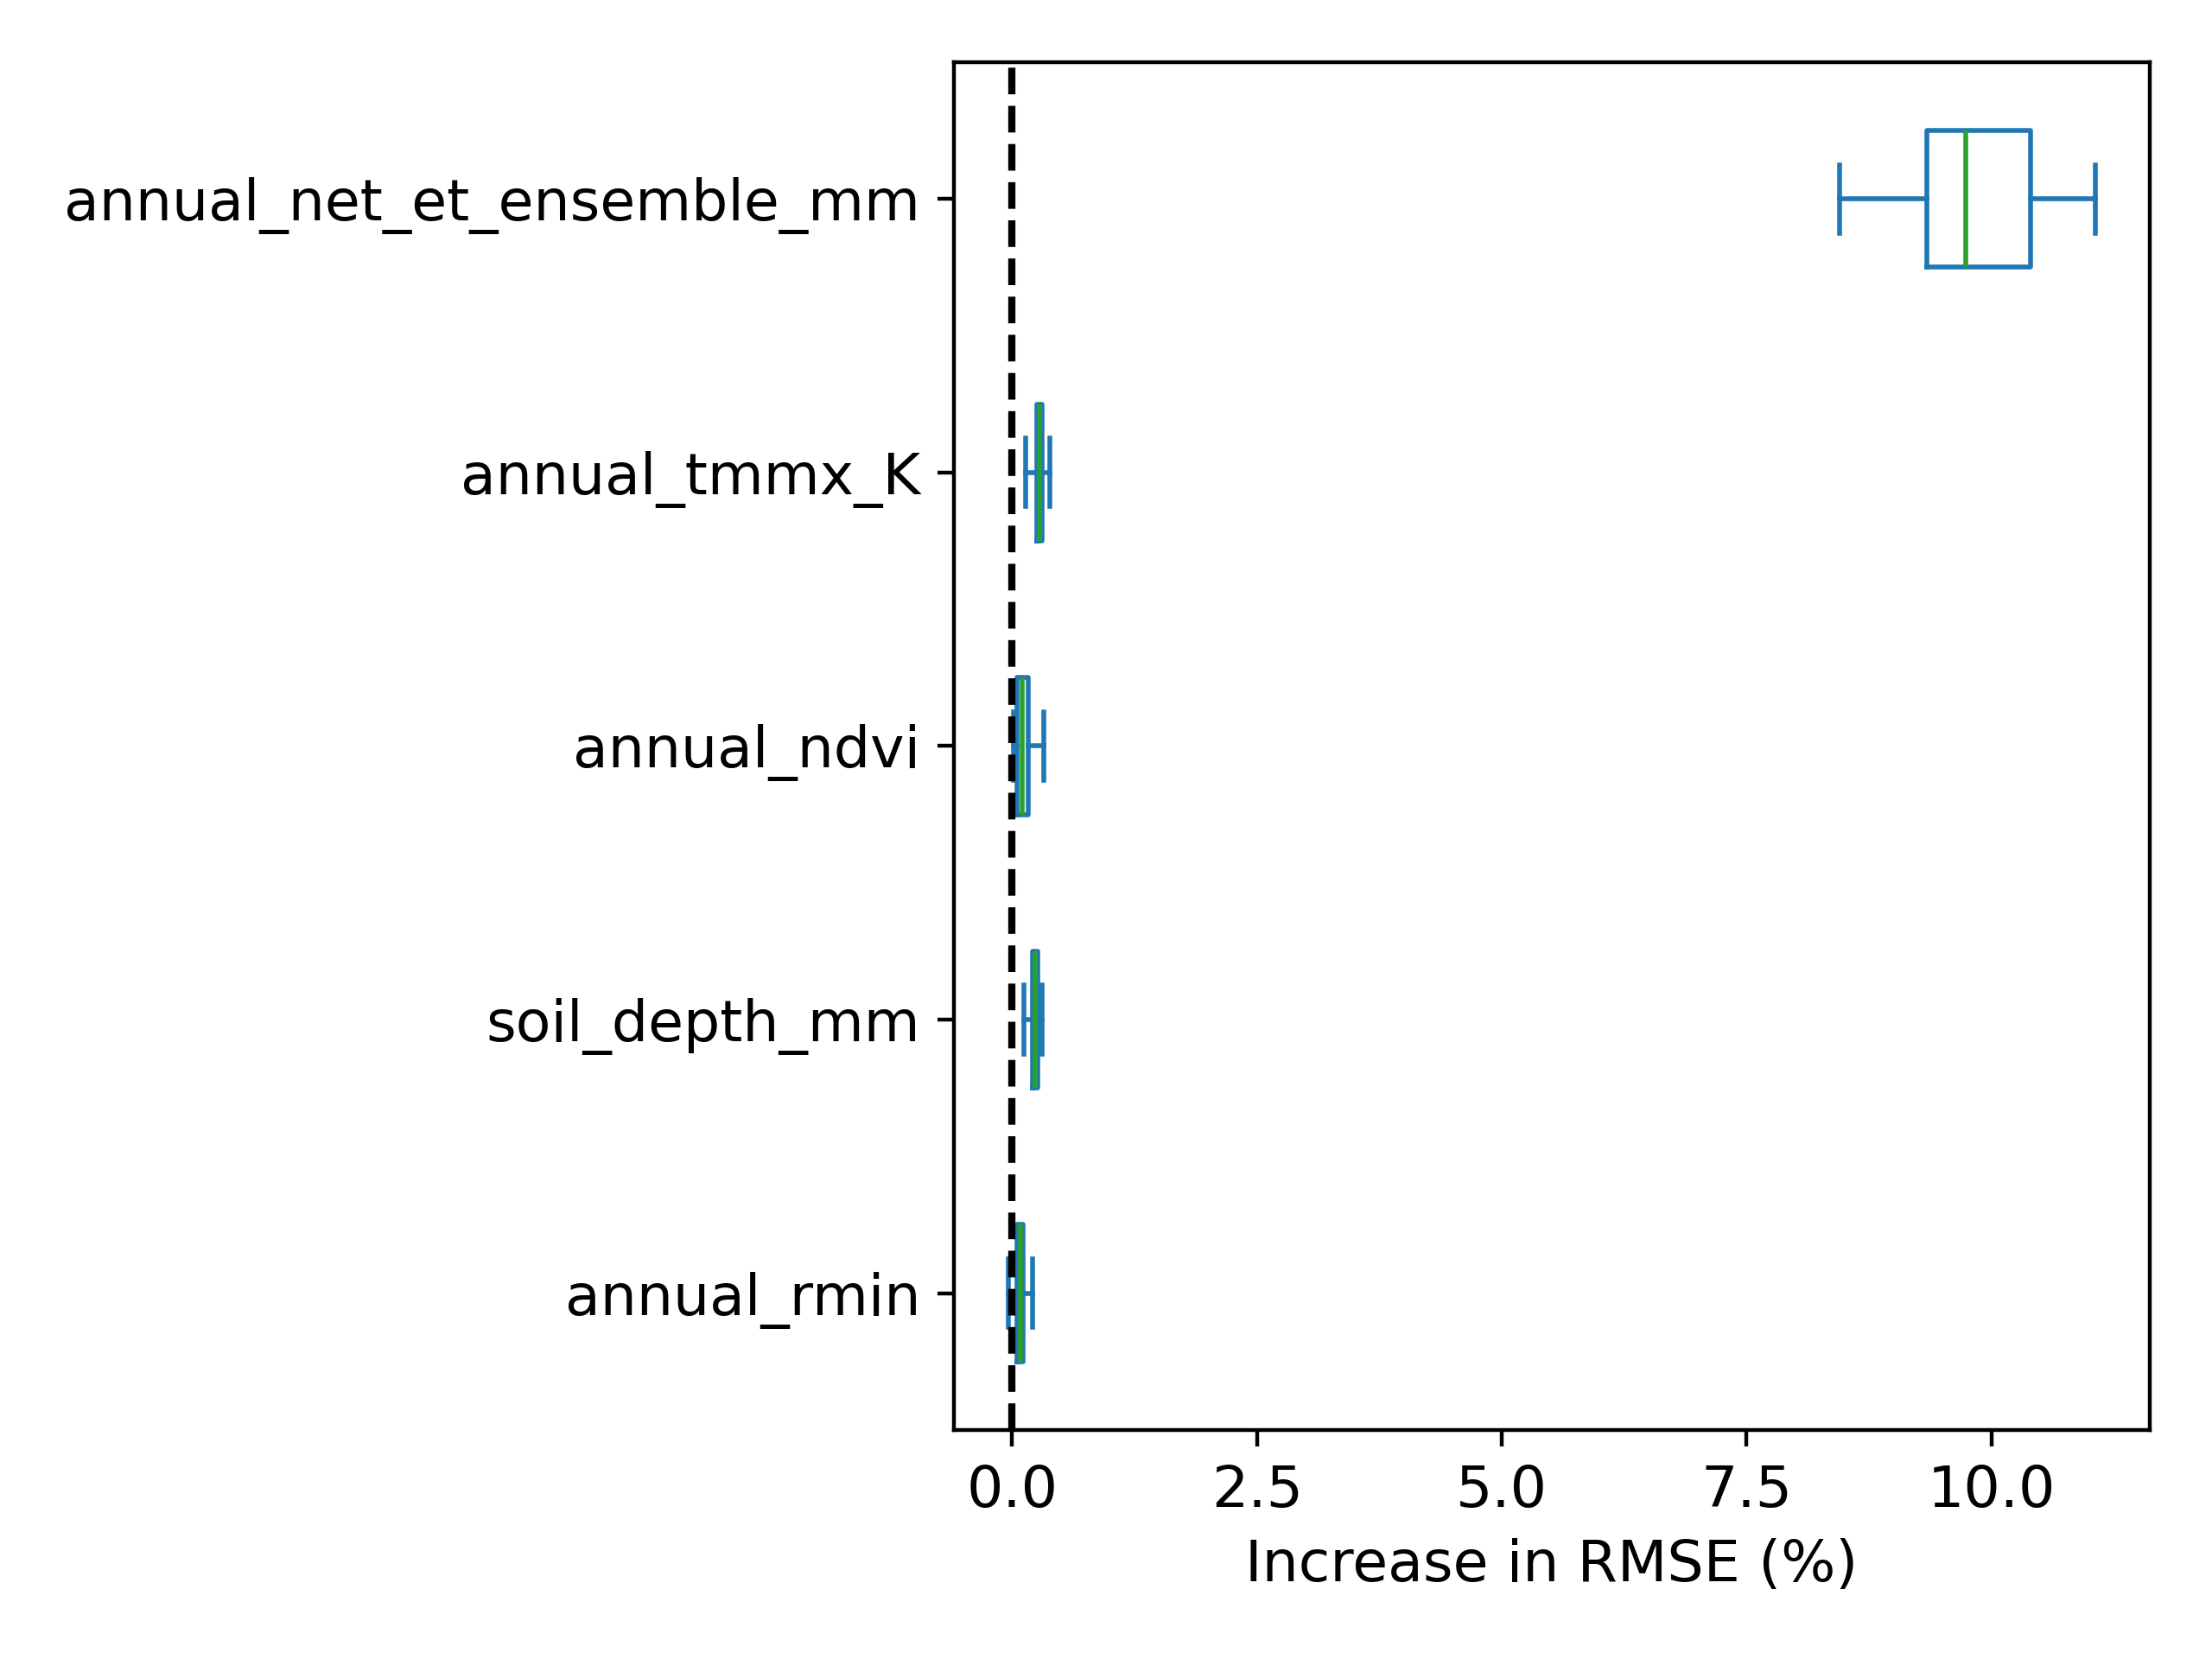 annual_net_et_ensemble_mm
annual_tmmx_K
annual_ndvi
soil_depth_mm
annual_rmin
0.0 2.5 5.0 7.5 10.0
Increase in RMSE (%)